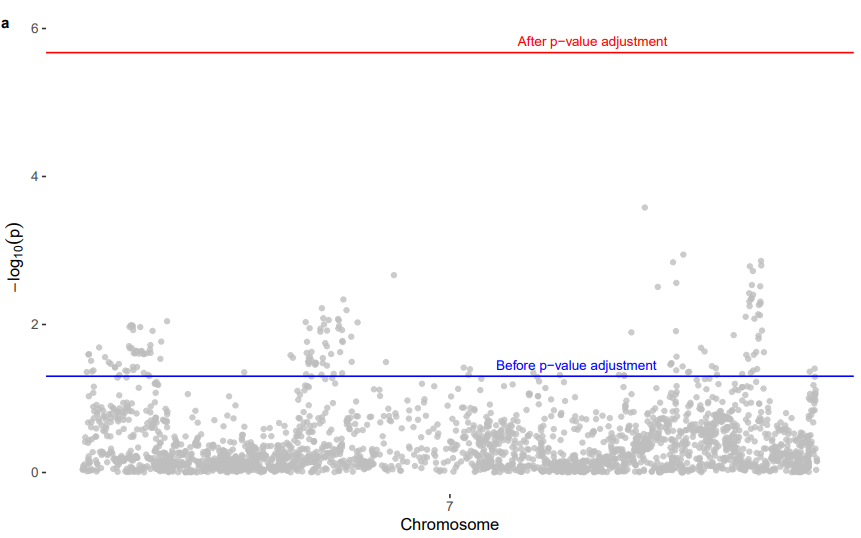 a
6
After p−value adjustment
4
−log10(p)
2
Before p−value adjustment
0
7
Chromosome